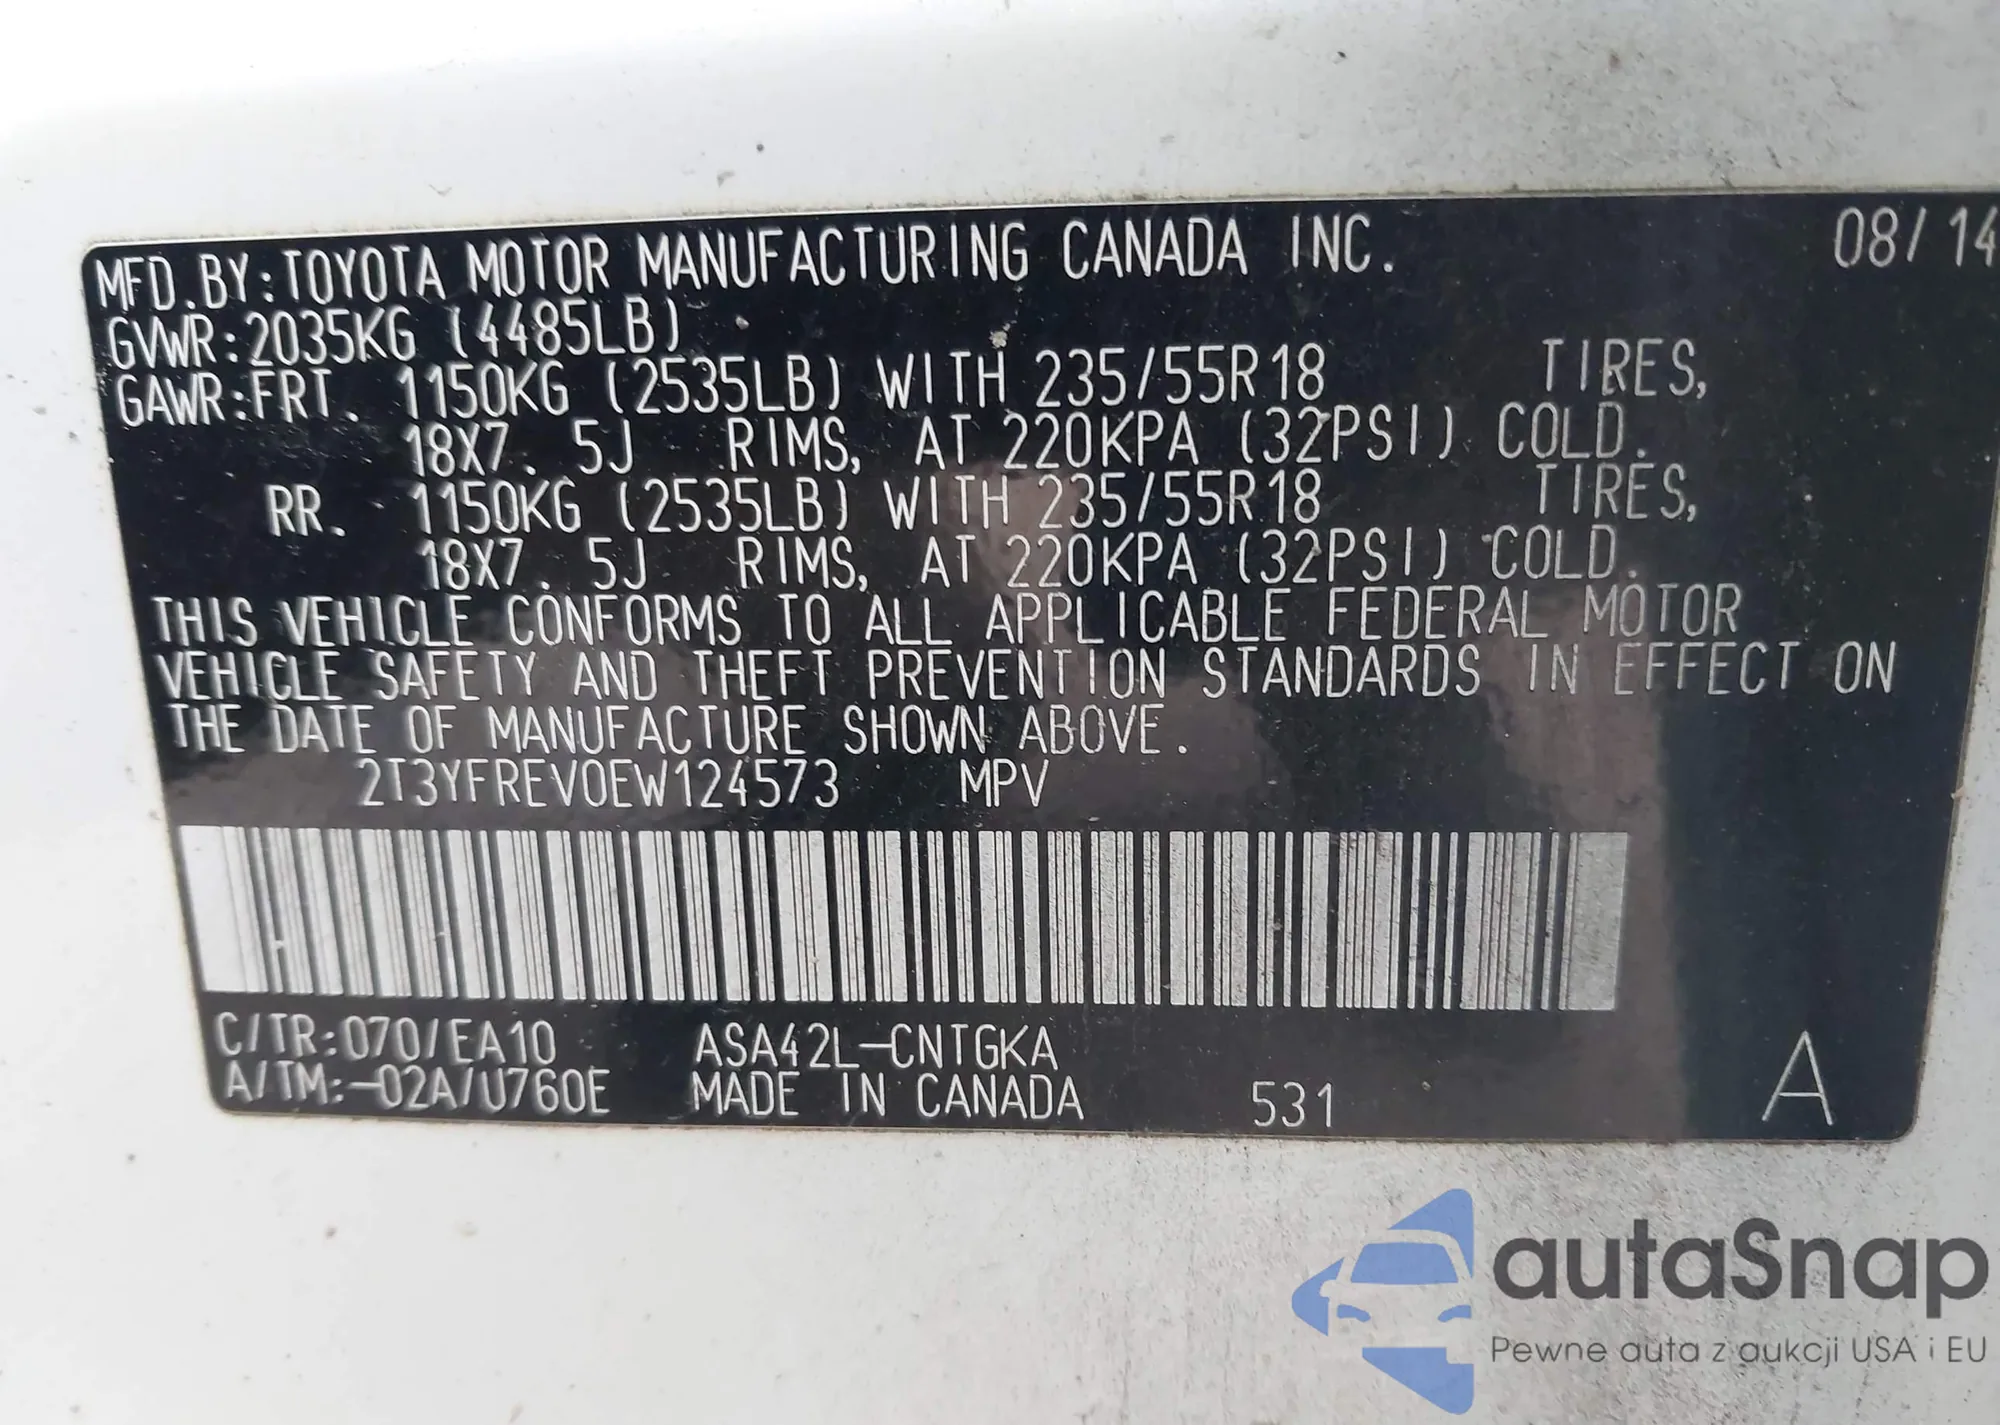 MFD.BY:TOYOTA MOTOR MANUFACTURING CANADA INC. 08/14
GVWR:2035KG (4485LB)
GAWR:FRT. 1150KG (2535LB) WITH 235/55R18 TIRES,
18X7.5J RIMS, AT 220KPA (32PSI) COLD.
RR. 1150KG (2535LB) WITH 235/55R18 TIRES,
18X7.5J RIMS, AT 220KPA (32PSI) COLD.
THIS VEHICLE CONFORMS TO ALL APPLICABLE FEDERAL MOTOR
VEHICLE SAFETY AND THEFT PREVENTION STANDARDS IN EFFECT ON
THE DATE OF MANUFACTURE SHOWN ABOVE.
2T3YFREV0EW124573 MPV
C/TR:070/EA10 ASA42L-CNTGKA
A/TM:-02A/U760E MADE IN CANADA 531 A
autaSnap
Pewne auta z aukcji USA i EU